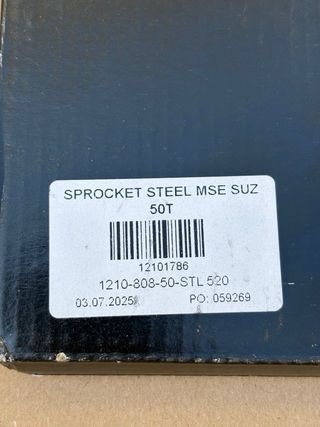 SPROCKET STEEL MSE SUZ
50T
12101786
1210-808-50-STL 520
03.07.2025 PO: 059269